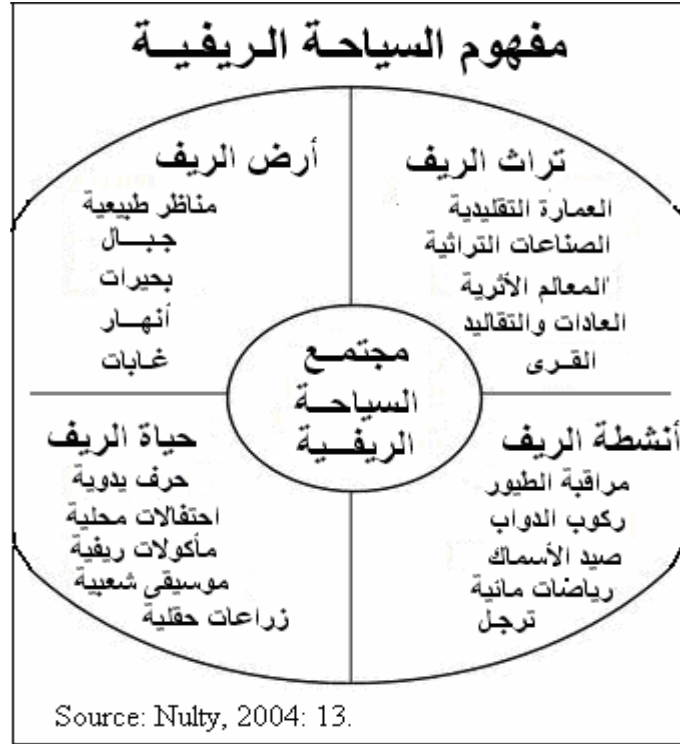 مفهوم السياحة الريفية
تراث الريف
العمارة التقليدية
الصناعات التراثية
المعالم الأثرية
العادات والتقاليد
القرى
أرض الريف
مناظر طبيعية
جبال
بحيرات
أنهار
غابات
مجتمع
السياحة
الريفية
أنشطة الريف
مراقبة الطيور
ركوب الدواب
صيد الأسماك
رياضات مائية
ترجل
حياة الريف
حرف يدوية
احتفالات محلية
مأكولات ريفية
موسيقى شعبية
زراعات حقلية
Source: Nulty, 2004: 13.